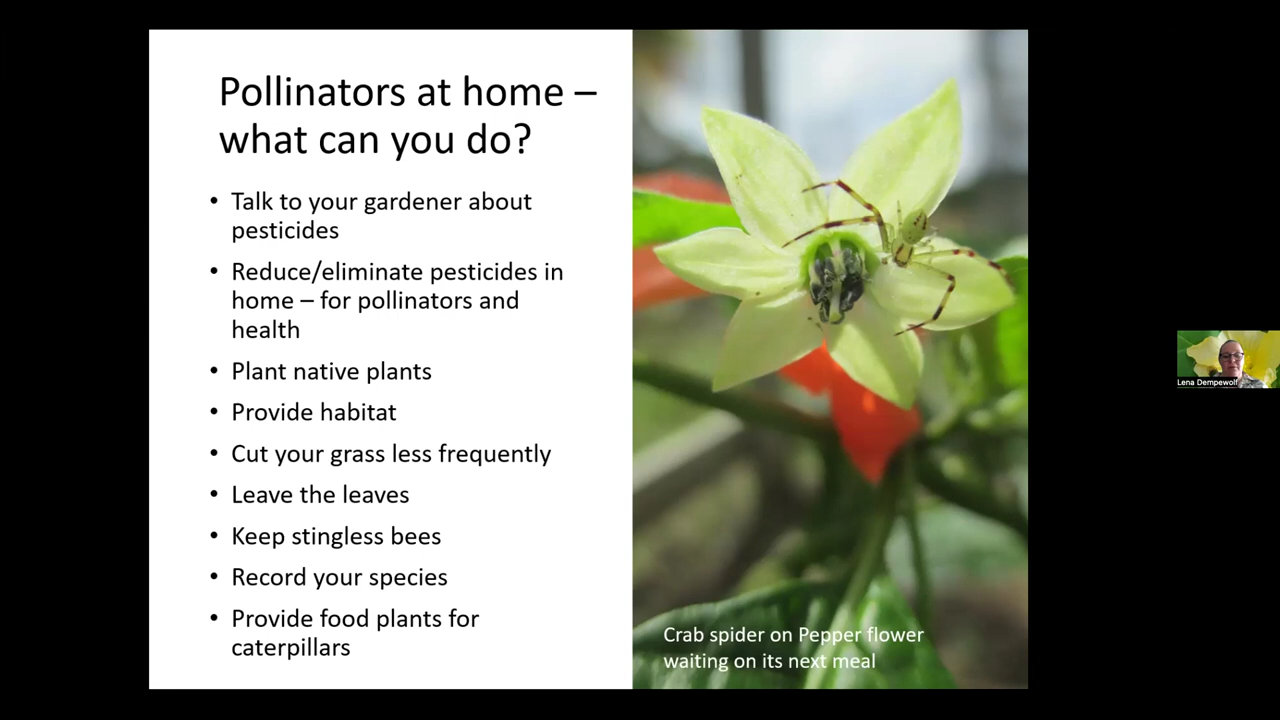 Pollinators at home –
what can you do?
• Talk to your gardener about
pesticides
• Reduce/eliminate pesticides in
home – for pollinators and
health
• Plant native plants
• Provide habitat
• Cut your grass less frequently
• Leave the leaves
• Keep stingless bees
• Record your species
• Provide food plants for
caterpillars
Crab spider on Pepper flower
waiting on its next meal
Lena Dempewolf